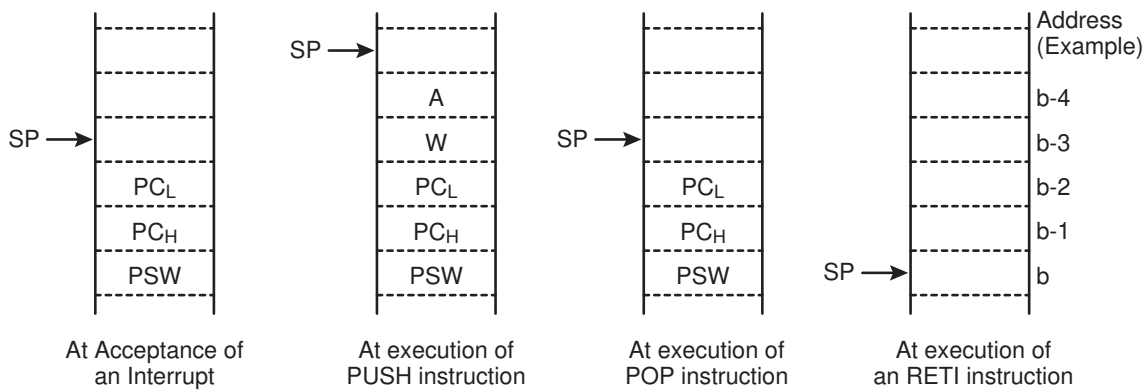 Address
(Example)
SP
A
b-4
SP
W
SP
b-3
PCL
PCL
PCL
b-2
PCH
PCH
PCH
b-1
PSW
PSW
PSW
SP
b
At Acceptance of
an Interrupt
At execution of
PUSH instruction
At execution of
POP instruction
At execution of
an RETI instruction